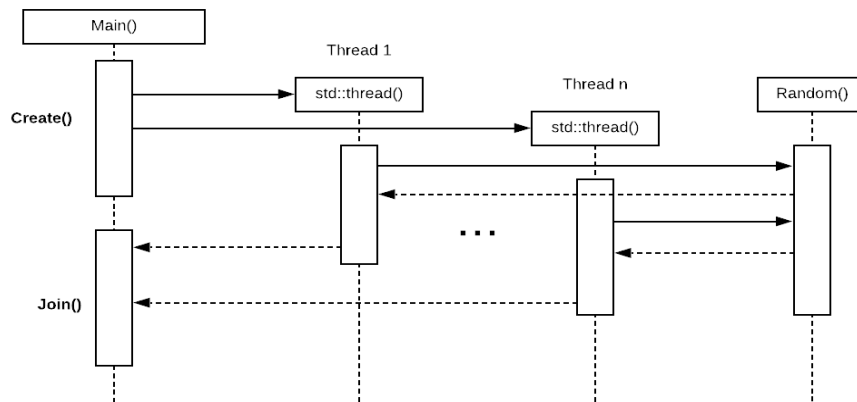 Main()
Thread 1
Thread n
std::thread()
Random()
Create()
std::thread()
...
Join()